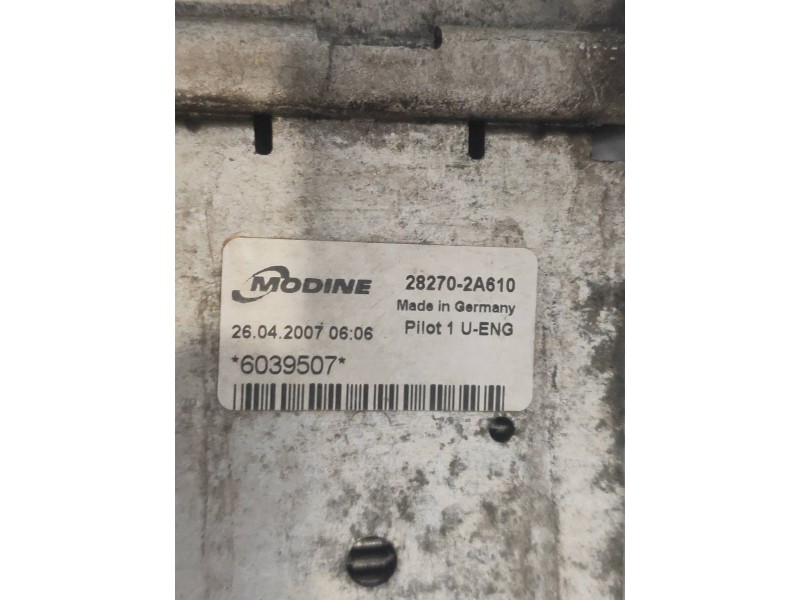 MODINE
28270-2A610
Made in Germany
26.04.2007 06:06
Pilot 1 U-ENG
*6039507*